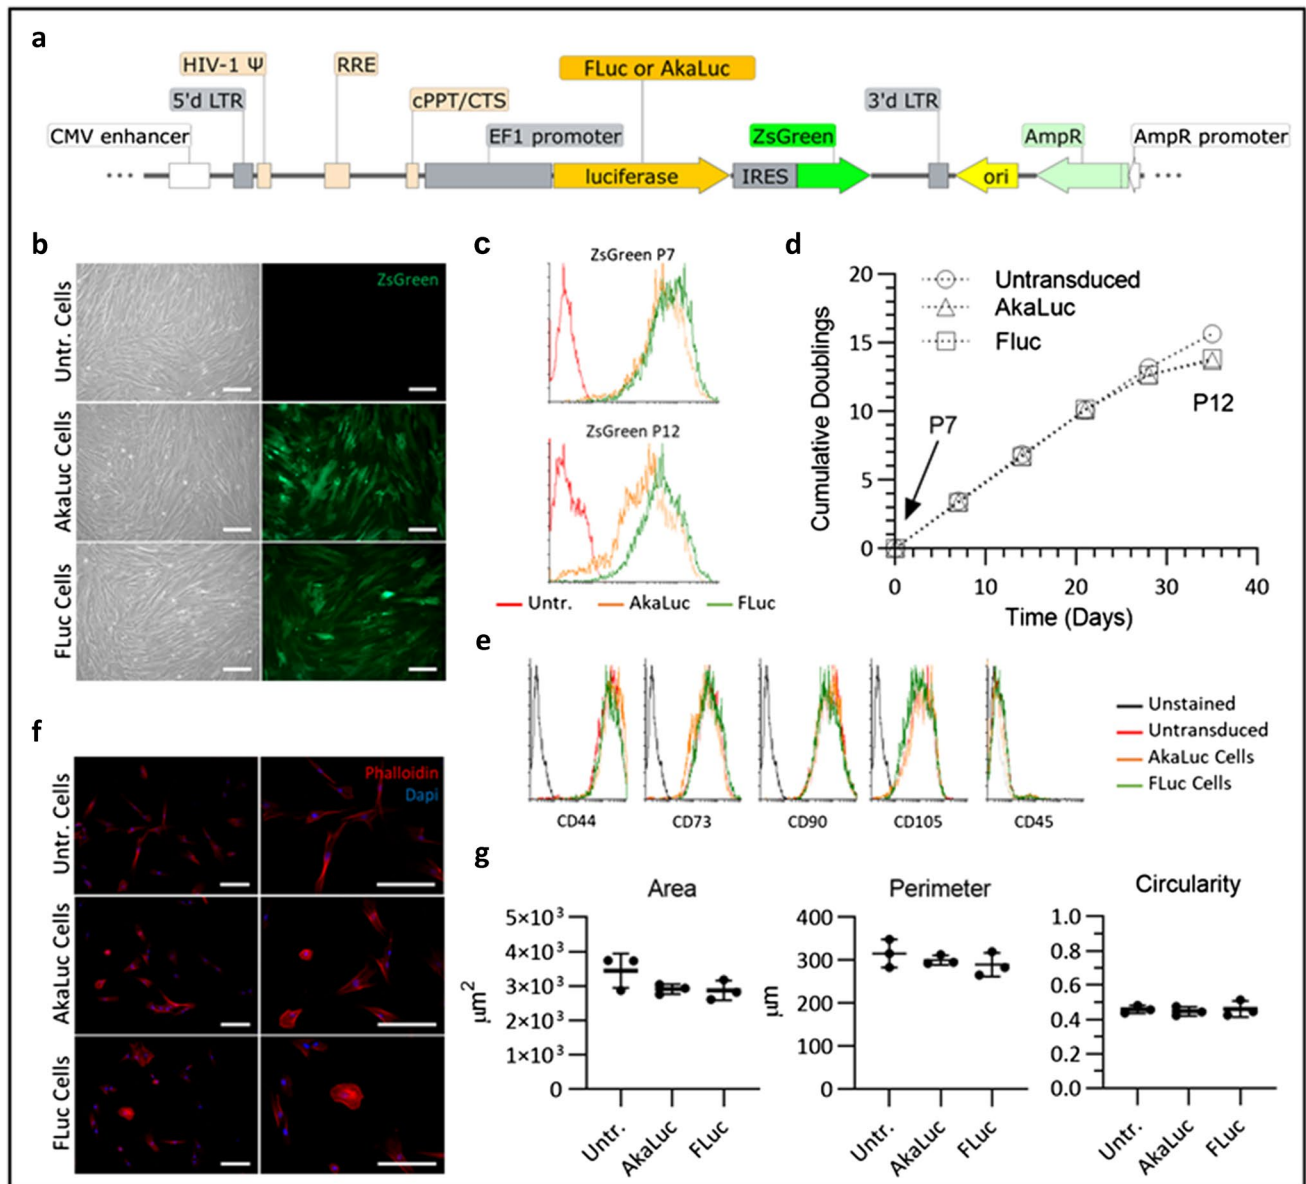 a
HIV-1 Ψ
RRE
FLuc or AkaLuc
5'd LTR
cPPT/CTS
3'd LTR
CMV enhancer
EF1 promoter
ZsGreen
AmpR
AmpR promoter
luciferase
IRES
ori
b
Untr. Cells
ZsGreen
AkaLuc Cells
FLuc Cells
c
ZsGreen P7
ZsGreen P12
Untr.
AkaLuc
FLuc
d
Cumulative Doublings
20
15
10
5
0
Untransduced
AkaLuc
Fluc
P7
P12
0
10
20
30
40
Time (Days)
e
CD44
CD73
CD90
CD105
CD45
Unstained
Untransduced
AkaLuc Cells
FLuc Cells
f
Untr. Cells
Phalloidin
Dapi
AkaLuc Cells
FLuc Cells
g
Area
µm²
5×10³
4×10³
3×10³
2×10³
1×10³
0
Untr.
AkaLuc
FLuc
Perimeter
µm
400
300
200
100
0
Untr.
AkaLuc
FLuc
Circularity
1.0
0.8
0.6
0.4
0.2
0.0
Untr.
AkaLuc
FLuc